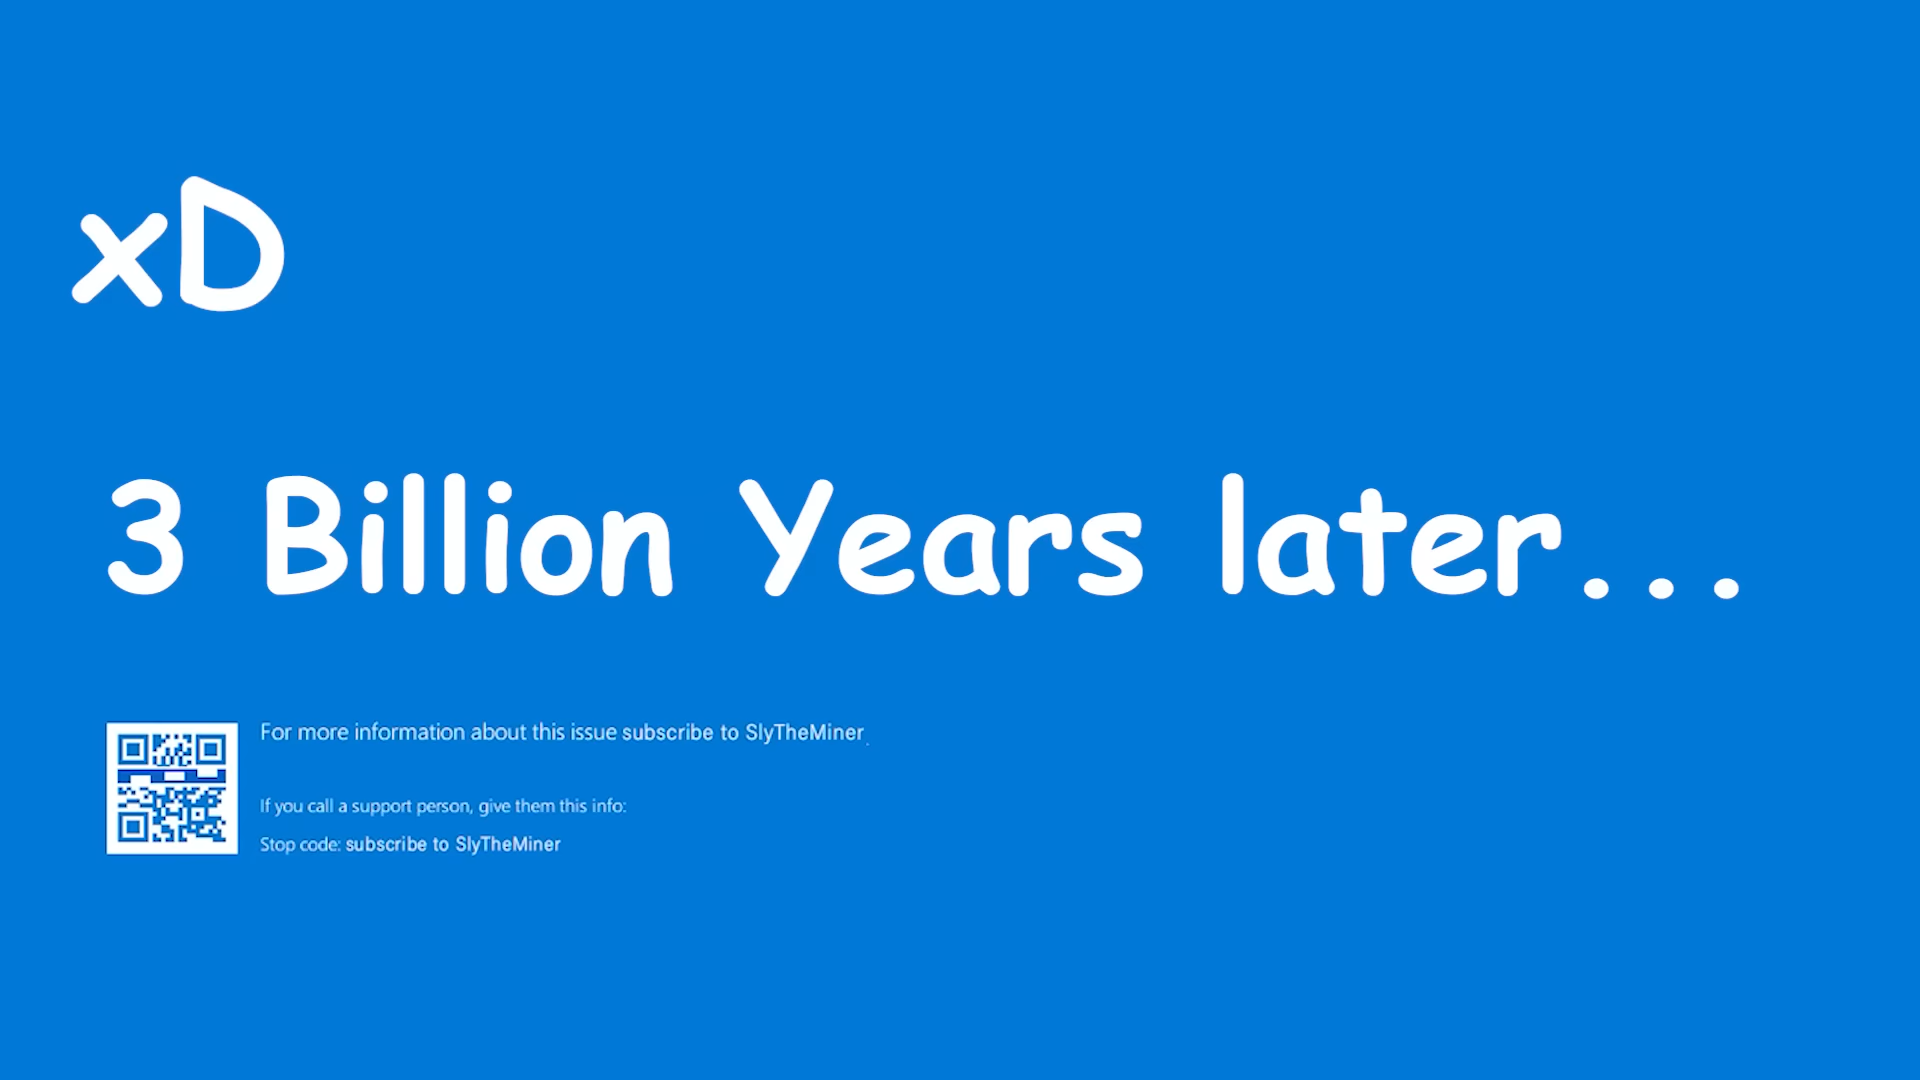 xD
3 Billion Years later...
For more information about this issue subscribe to SlyTheMiner.
If you call a support person, give them this info:
Stop code: subscribe to SlyTheMiner